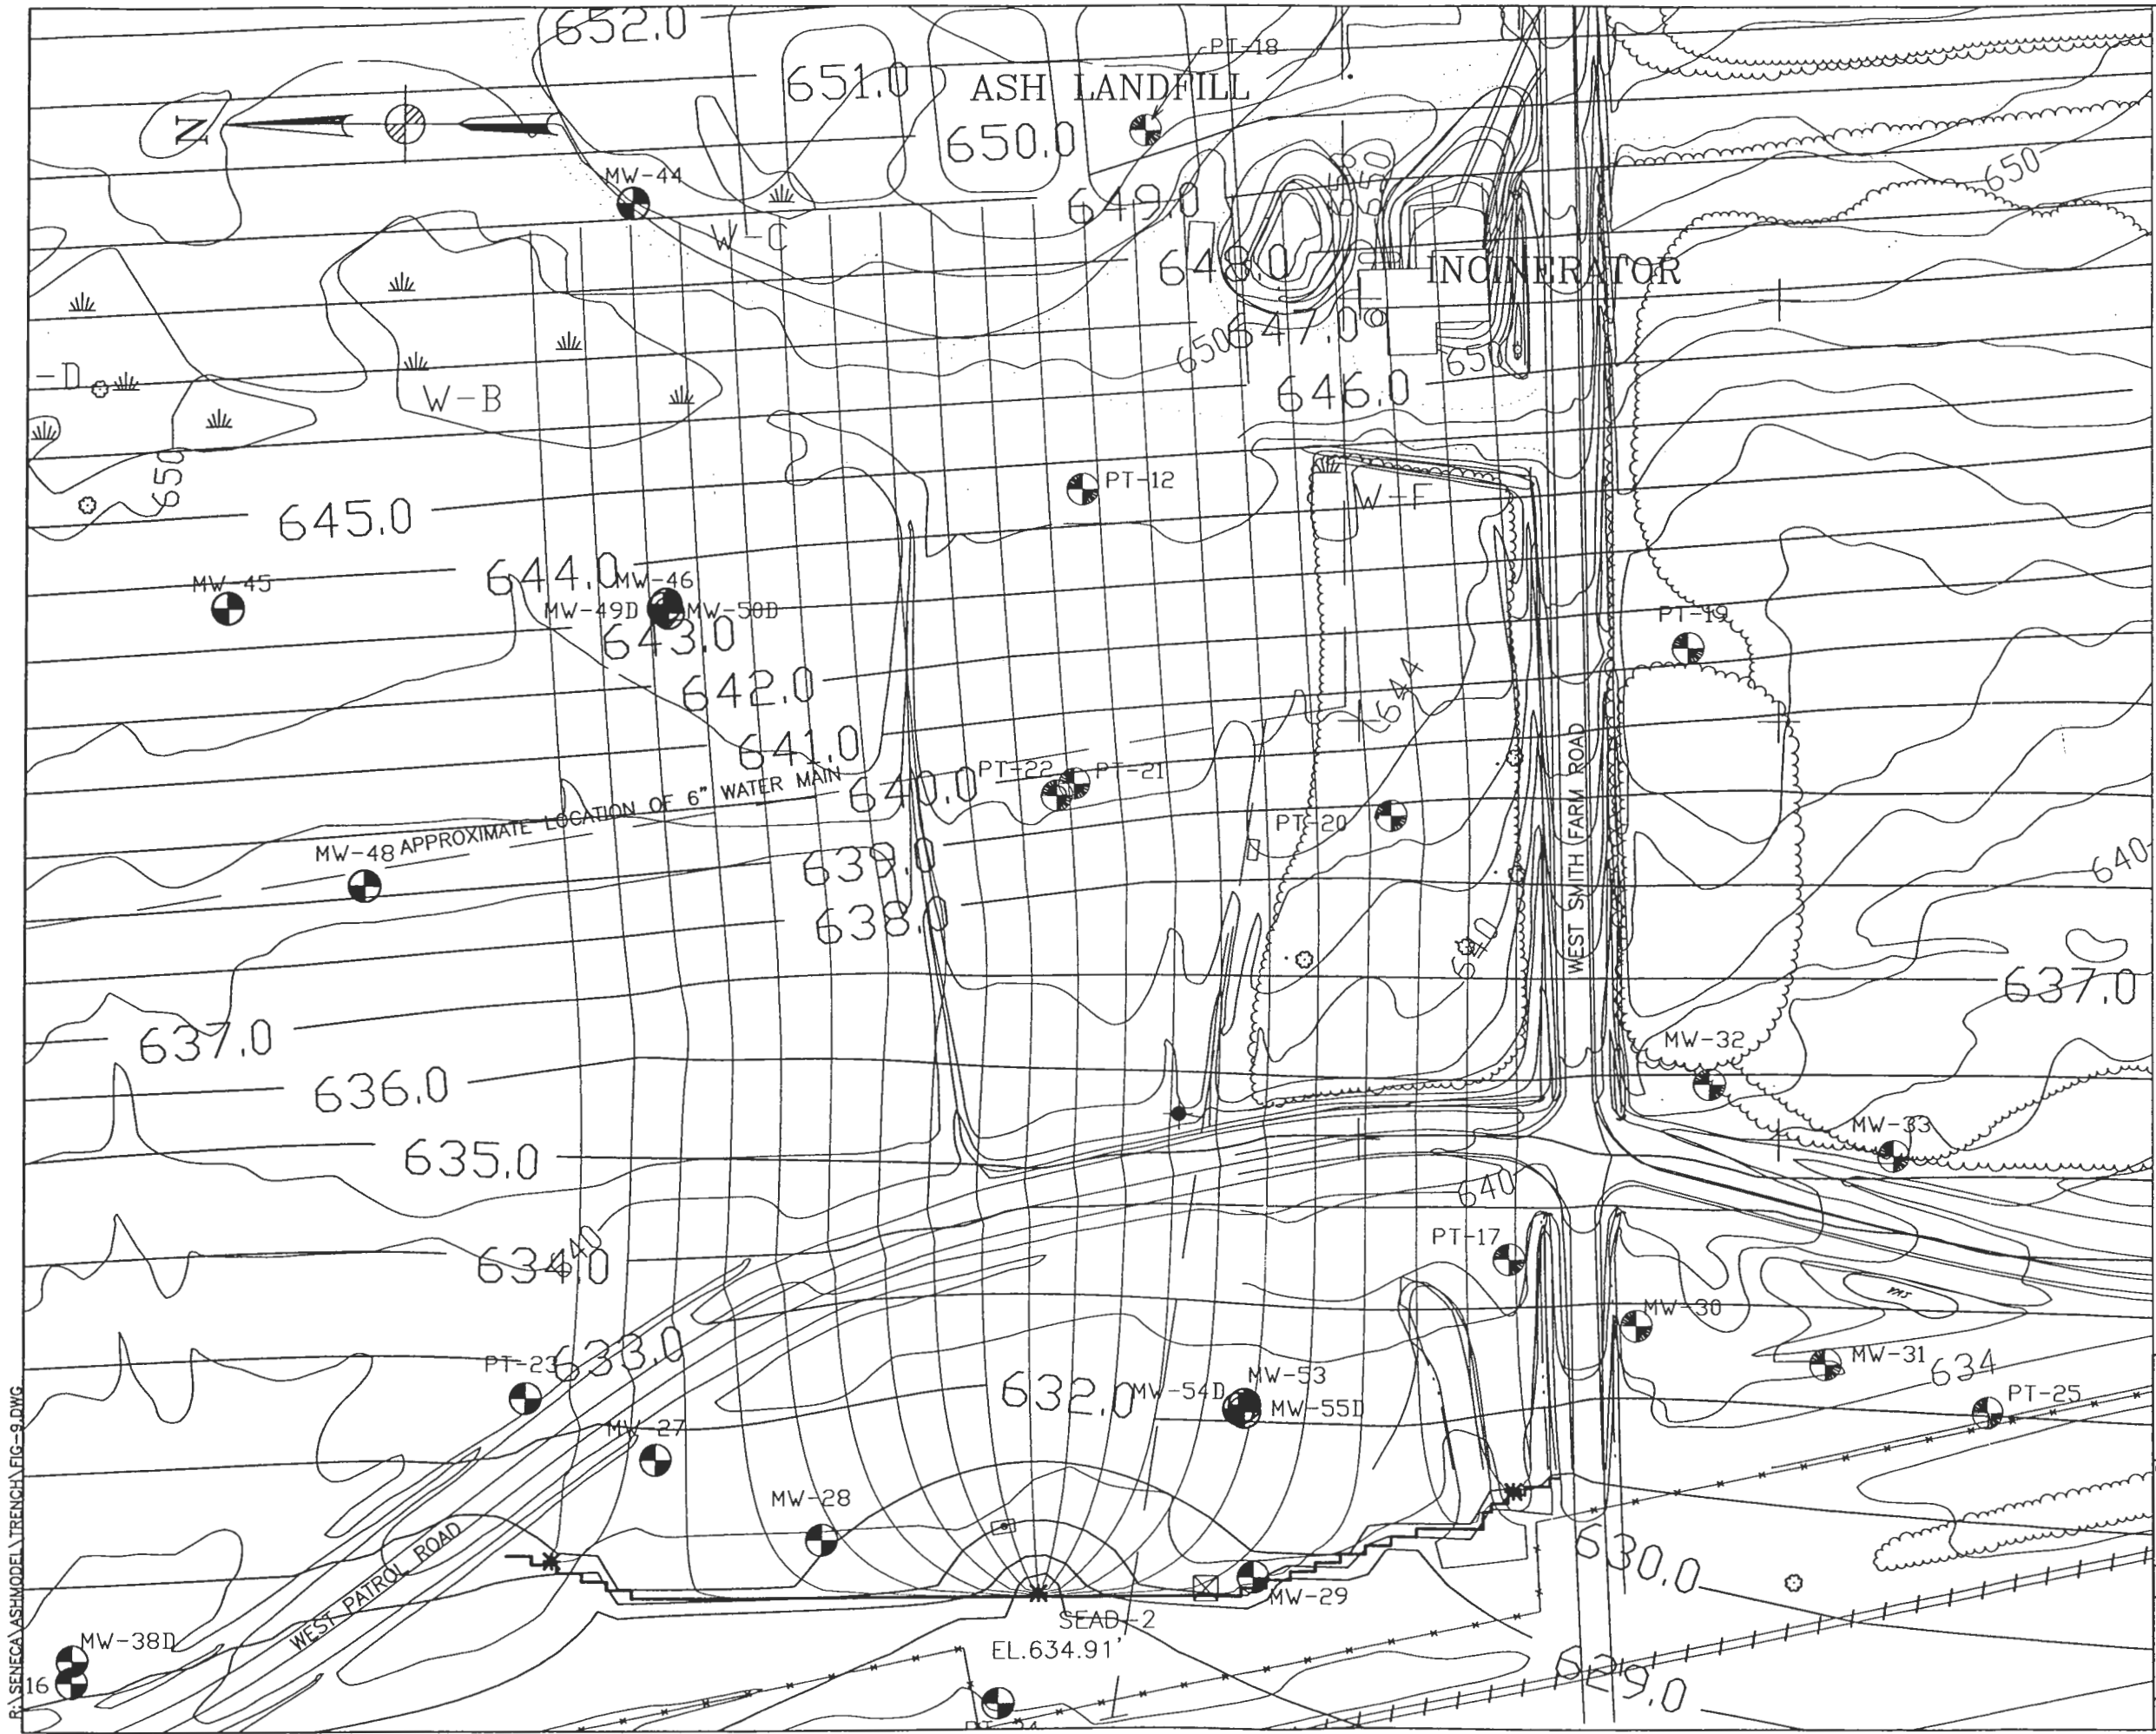 652.0
PT-18
651.0
ASH LANDFILL
650.0
N
MW-44
649.0
650
W-C
648.0
INCINERATOR
647.0
650
650
-D
646.0
W-B
650
PT-12
W-F
645.0
644.0
MW-46
MW-45
MW-49D
MW-50D
643.0
PT-19
642.0
644
641.0
640.0
PT-22
PT-21
APPROXIMATE LOCATION OF 6" WATER MAIN
PT-20
WEST SMITH FARM ROAD
MW-48
639.0
640
638.0
640
637.0
637.0
MW-32
636.0
MW-33
635.0
640
640
PT-17
634.0
MW-30
633.0
PT-23
MW-31
634
632.0
MW-53
MW-54D
MW-55D
PT-25
MW-27
MW-28
630.0
WEST PATROL ROAD
MW-29
SEAD-2
EL.634.91'
MW-38D
16
629.0
R:\SENECA\ASHMODEL\TRENCH\FIG-9.DWG